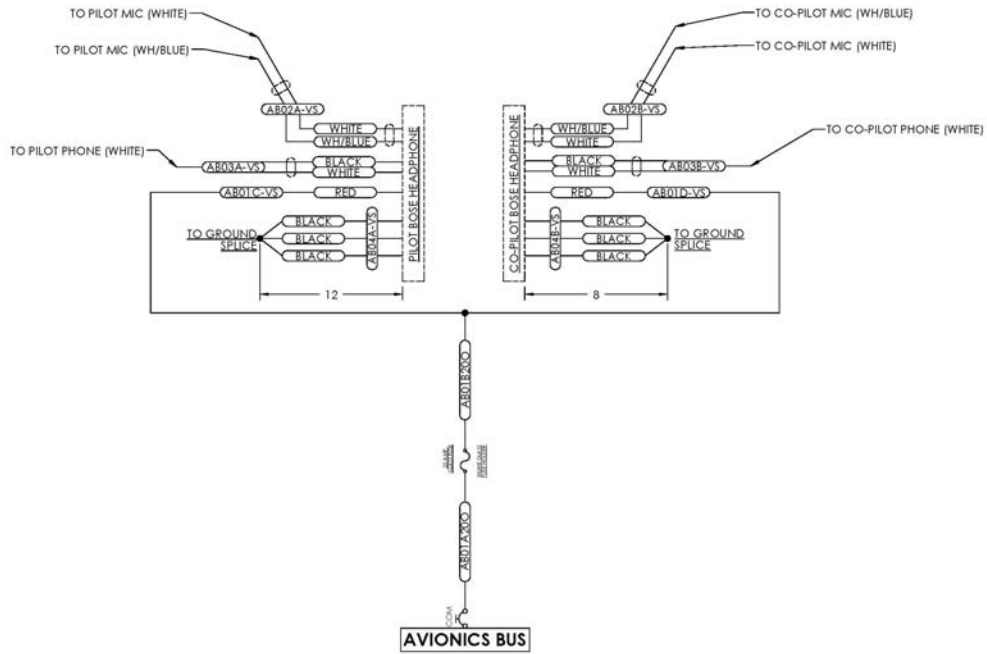 TO PILOT MIC (WHITE)
TO PILOT MIC (WH/BLUE)
AB02A-VS
WHITE
WH/BLUE
TO PILOT PHONE (WHITE)
AB03A-VS
BLACK
WHITE
AB01C-VS
RED
BLACK
TO GROUND
SPLICE
BLACK
BLACK
AB04A-VS
PILOT BOSE HEADPHONE
12
TO CO-PILOT MIC (WH/BLUE)
TO CO-PILOT MIC (WHITE)
AB02B-VS
WH/BLUE
WHITE
TO CO-PILOT PHONE (WHITE)
BLACK
AB03B-VS
WHITE
RED
AB01D-VS
CO-PILOT BOSE HEADPHONE
AB04B-VS
BLACK
BLACK
BLACK
TO GROUND
SPLICE
8
AB01B20O
AB01A20O
COM
AVIONICS BUS